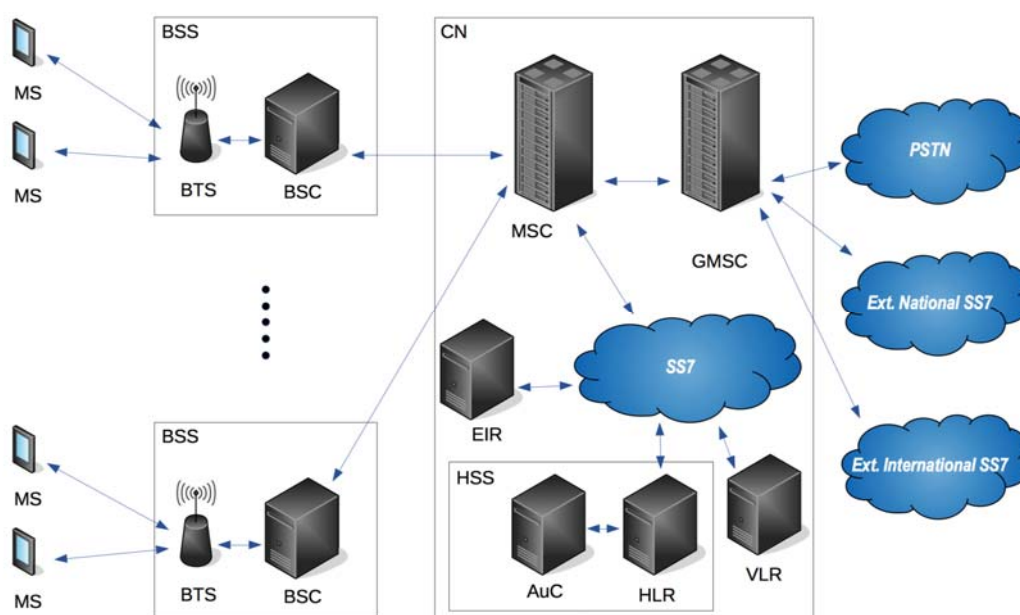 BSS
CN
MS
MS
BTS
BSC
MSC
GMSC
PSTN
Ext. National SS7
Ext. International SS7
SS7
EIR
BSS
MS
MS
BTS
BSC
HSS
AuC
HLR
VLR